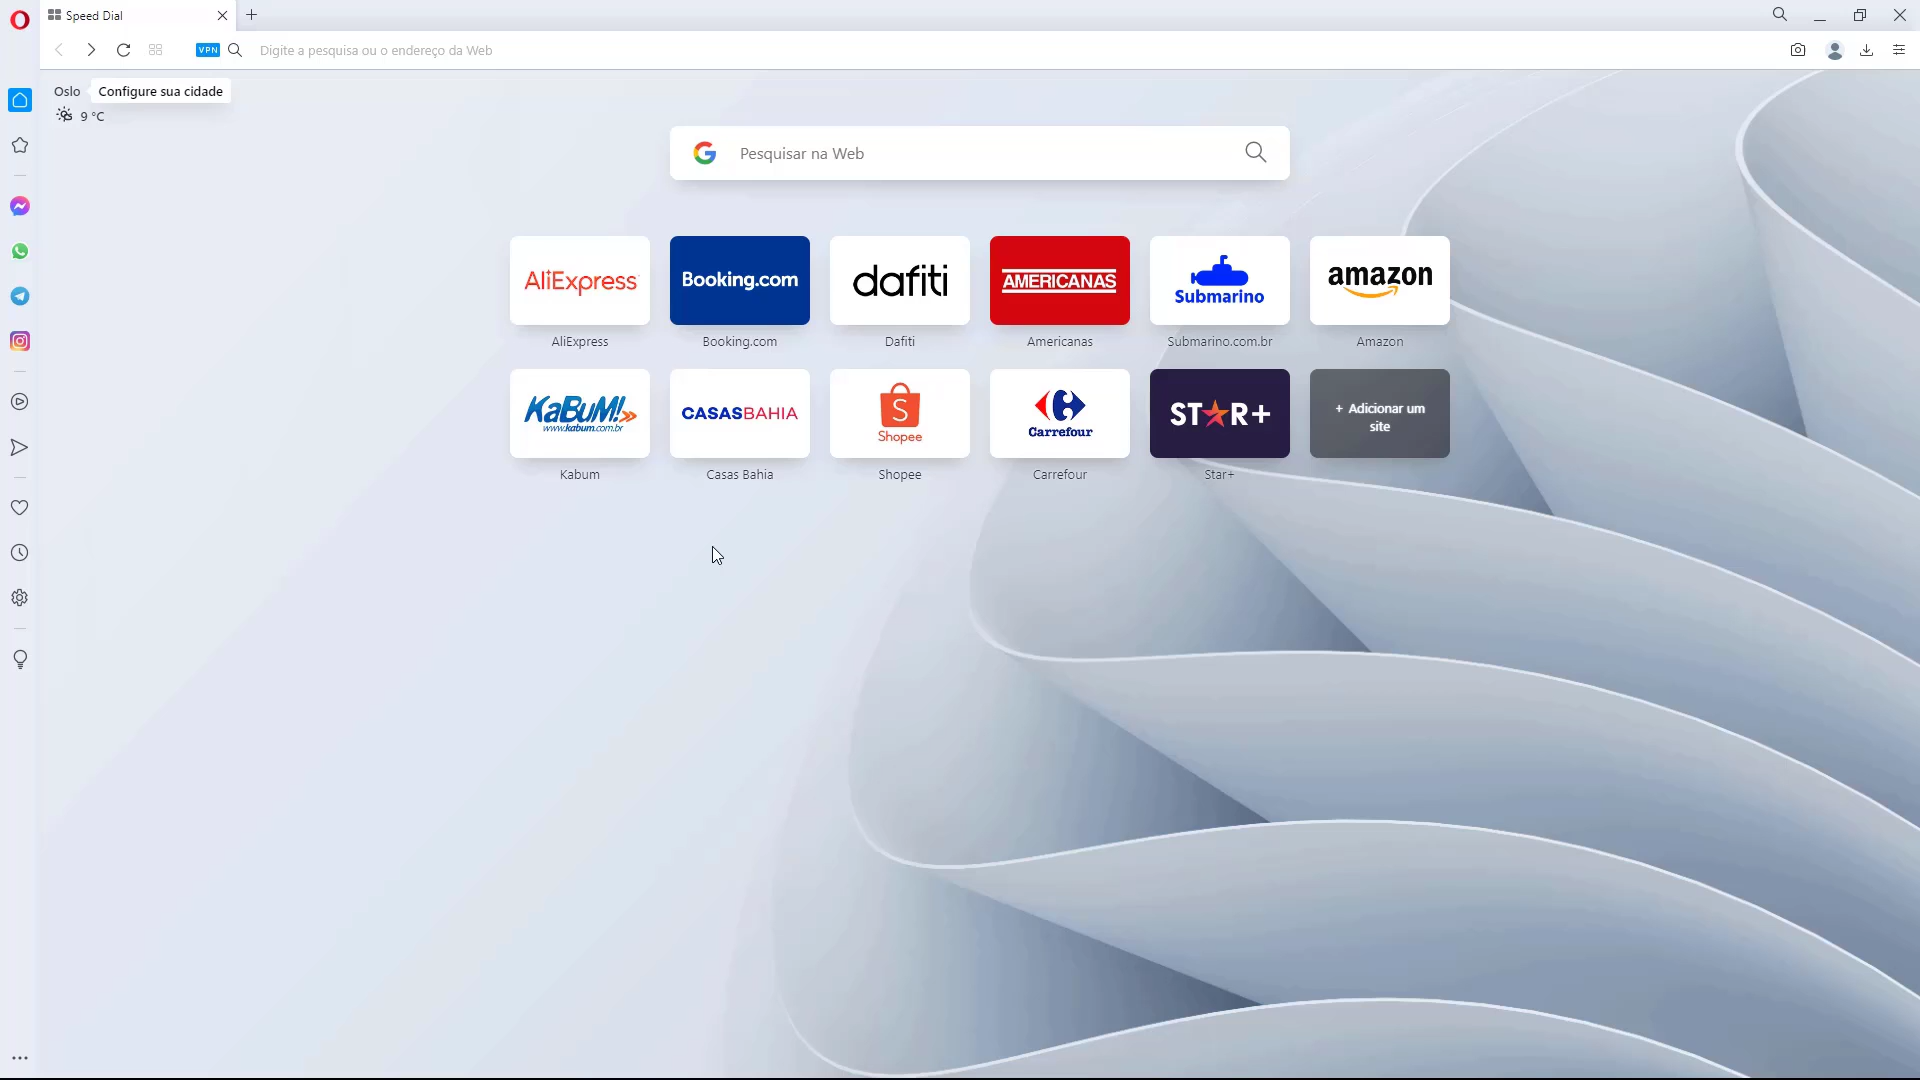 Speed Dial
VPN
Digite a pesquisa ou o endereço da Web
Oslo
Configure sua cidade
9 °C
Pesquisar na Web
AliExpress
Booking.com
dafiti
AMERICANAS
Submarino
amazon
AliExpress
Booking.com
Dafiti
Americanas
Submarino.com.br
Amazon
KaBuM!
www.kabum.com.br
CASASBAHIA
S
Shopee
Carrefour
ST★R+
+ Adicionar um
site
Kabum
Casas Bahia
Shopee
Carrefour
Star+